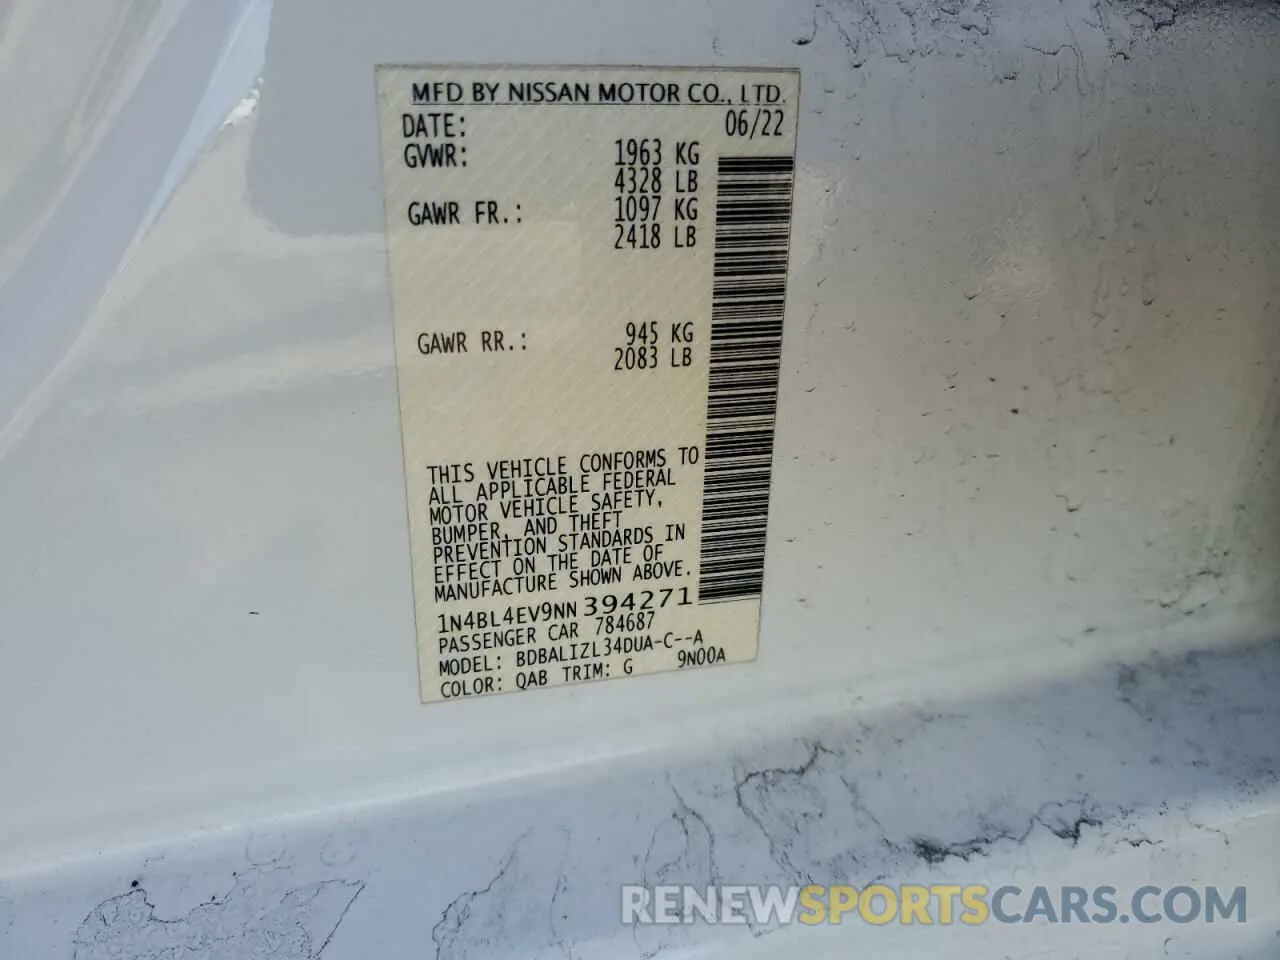 MFD BY NISSAN MOTOR CO., LTD.
DATE: 06/22
GVWR: 1963 KG
4328 LB
GAWR FR.: 1097 KG
2418 LB
GAWR RR.: 945 KG
2083 LB
THIS VEHICLE CONFORMS TO
ALL APPLICABLE FEDERAL
MOTOR VEHICLE SAFETY,
BUMPER, AND THEFT
PREVENTION STANDARDS IN
EFFECT ON THE DATE OF
MANUFACTURE SHOWN ABOVE.
1N4BL4EV9NN394271
PASSENGER CAR 784687
MODEL: BDBALIZL34DUA-C--A
COLOR: QAB TRIM: G 9N00A
RENEWSPORTSCARS.COM